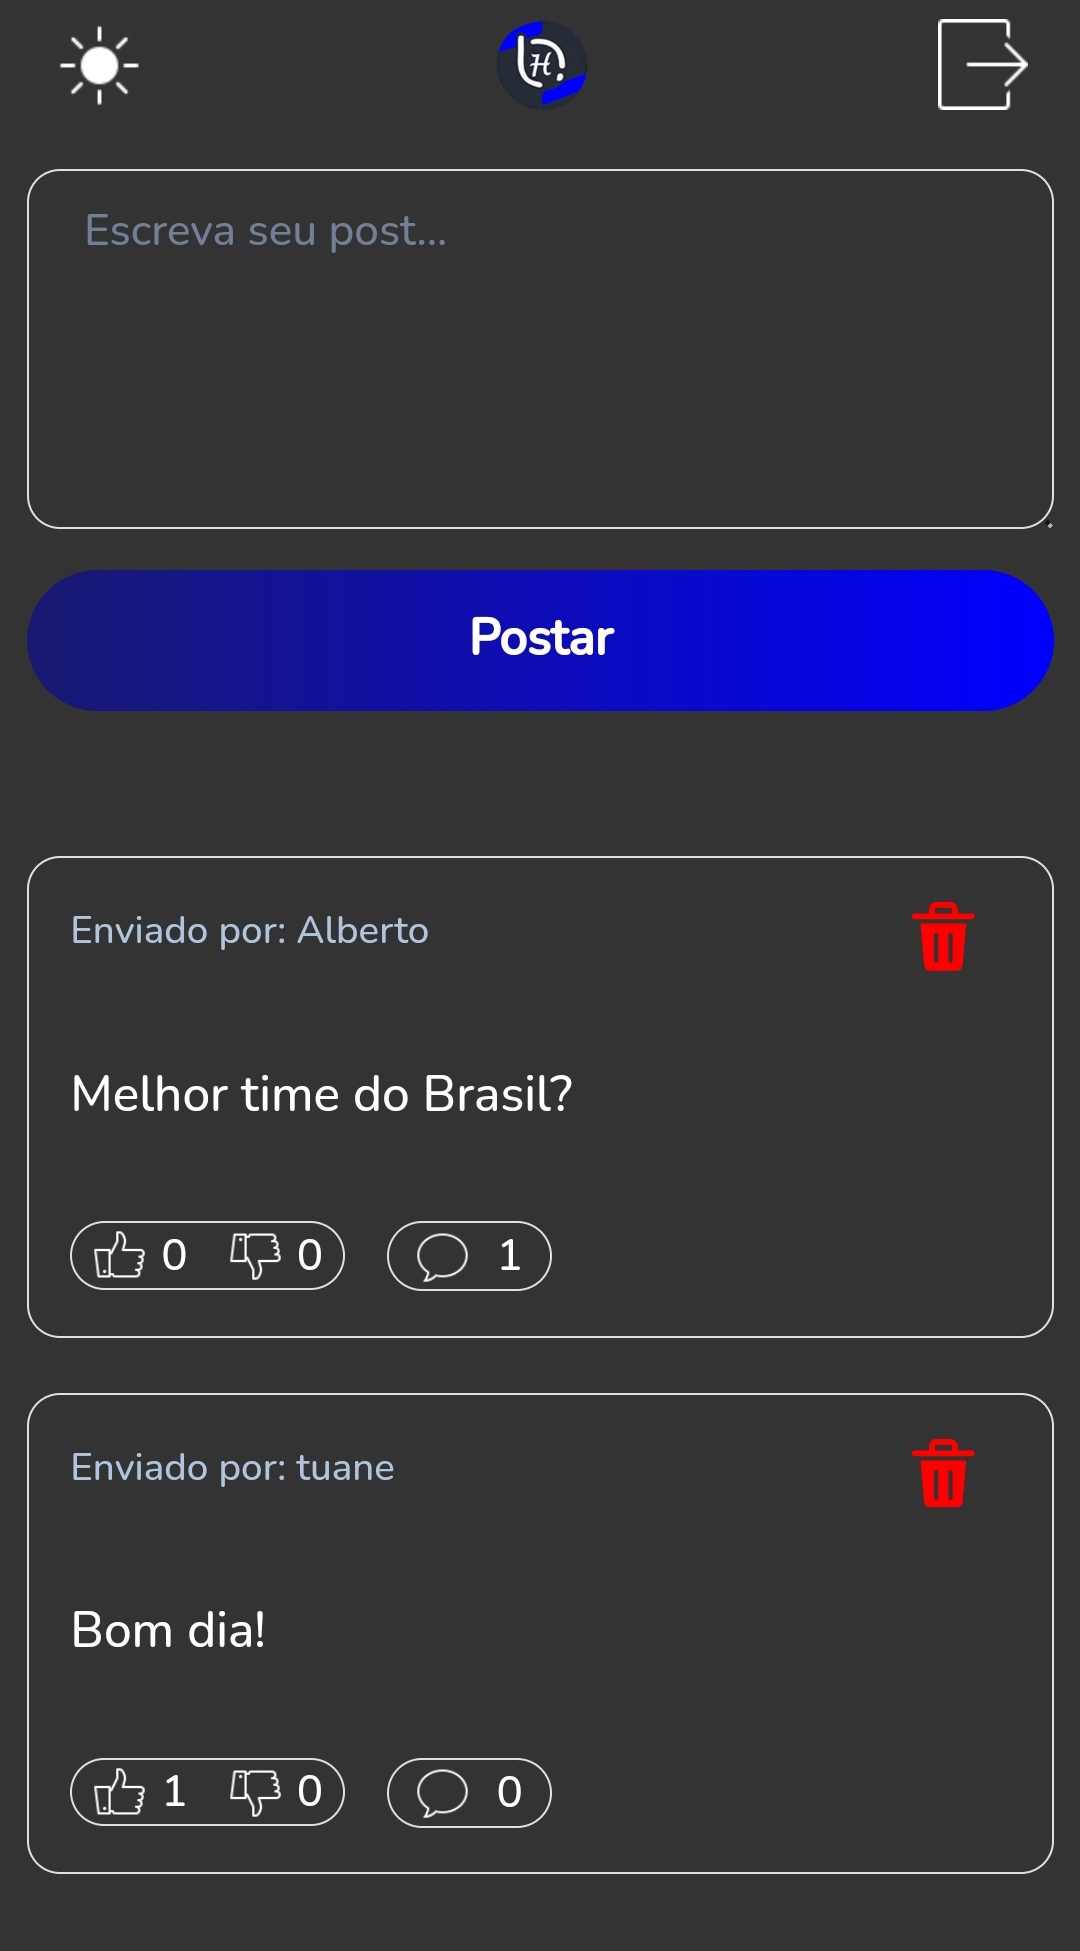 H
Escreva seu post...
Postar
Enviado por: Alberto
Melhor time do Brasil?
0 0 1
Enviado por: tuane
Bom dia!
1 0 0